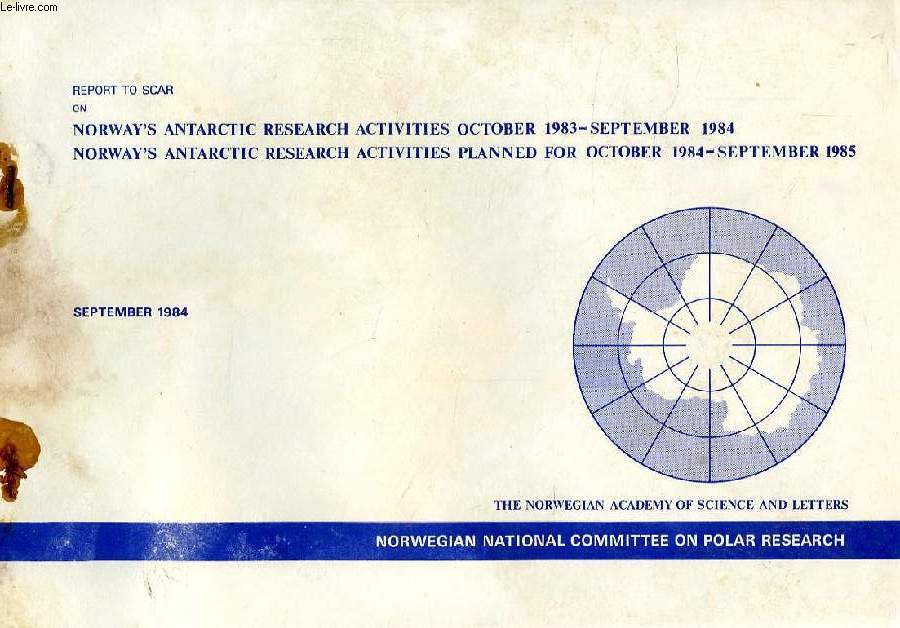 Le-livre.com
REPORT TO SCAR
ON
NORWAY'S ANTARCTIC RESEARCH ACTIVITIES OCTOBER 1983-SEPTEMBER 1984
NORWAY'S ANTARCTIC RESEARCH ACTIVITIES PLANNED FOR OCTOBER 1984-SEPTEMBER 1985
SEPTEMBER 1984
THE NORWEGIAN ACADEMY OF SCIENCE AND LETTERS
NORWEGIAN NATIONAL COMMITTEE ON POLAR RESEARCH